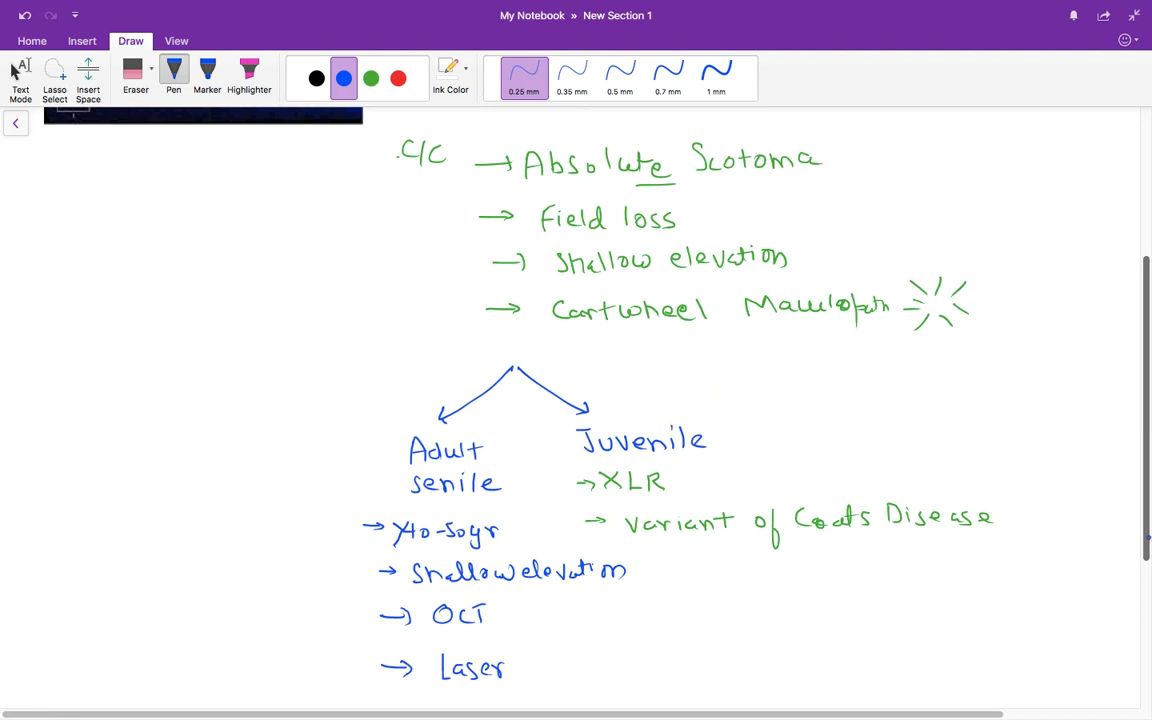 My Notebook » New Section 1
Home Insert Draw View
Text Mode
Lasso Select
Insert Space
Eraser
Pen
Marker
Highlighter
Ink Color
0.25 mm
0.35 mm
0.5 mm
0.7 mm
1 mm
C/C → Absolute Scotoma
→ Field loss
→ Shallow elevation
→ Cartwheel
Adult senile
→ 40-50yr
→ Shallow elevation
→ OCT
→ Laser
Juvenile
→ XLR
→ variant of Coats Disease